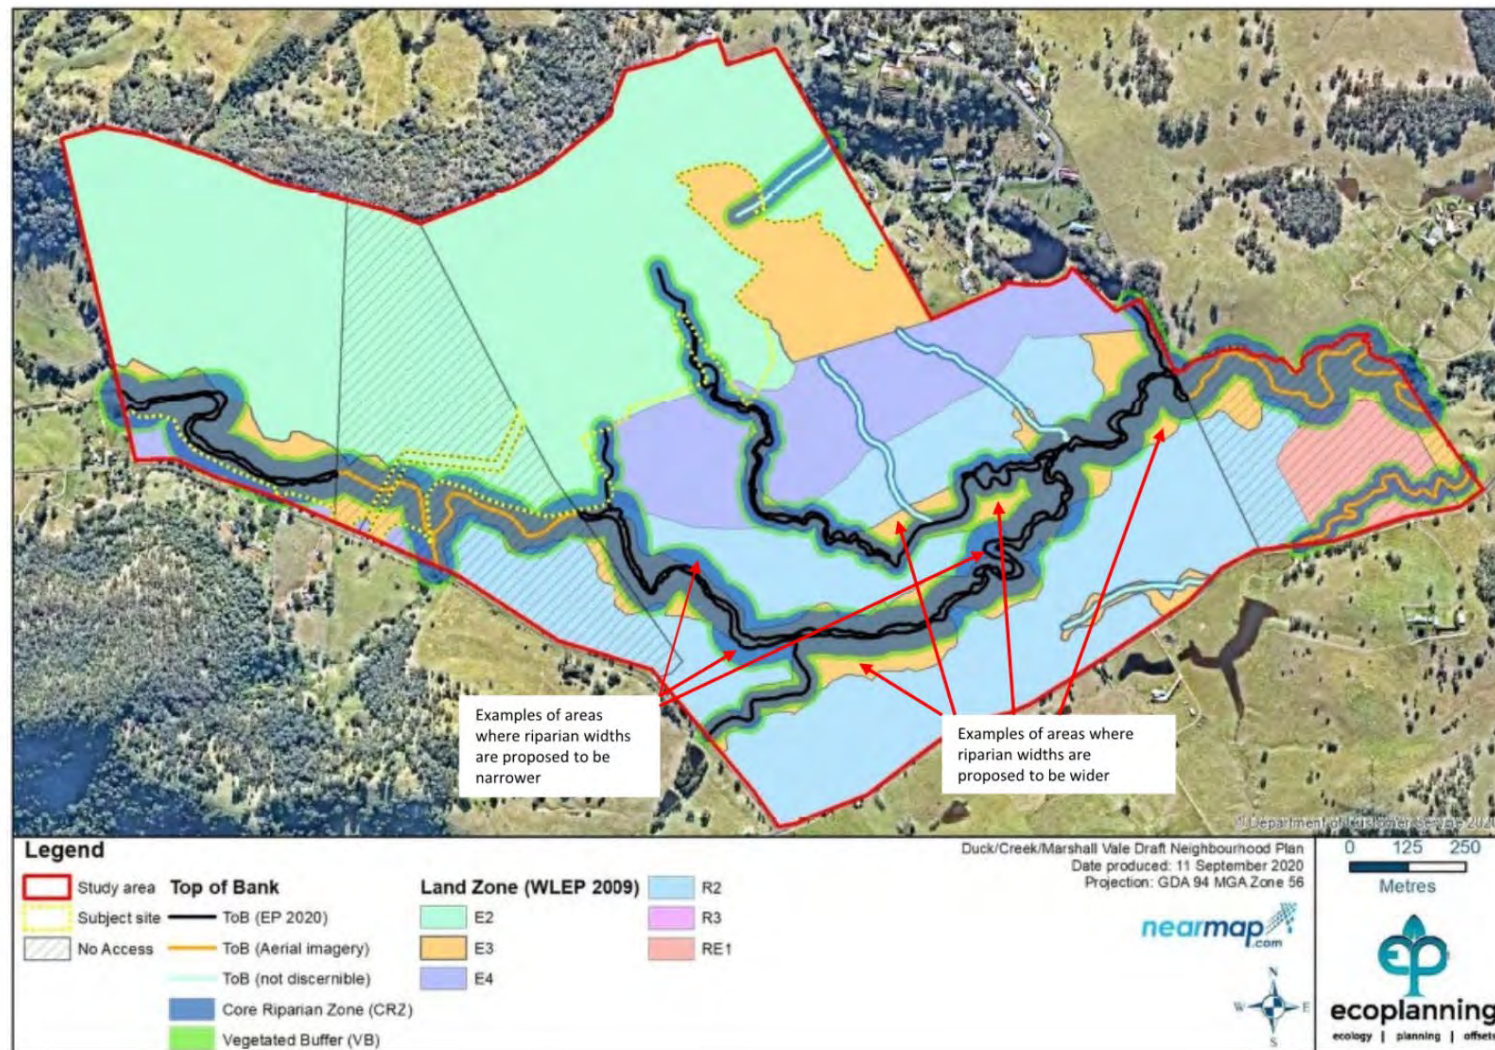 Examples of areas
where riparian widths
are proposed to be
narrower
Examples of areas where
riparian widths are
proposed to be wider
Legend
Study area
Subject site
No Access
Top of Bank
ToB (EP 2020)
ToB (Aerial imagery)
ToB (not discernible)
Core Riparian Zone (CRZ)
Vegetated Buffer (VB)
Land Zone (WLEP 2009)
E2
E3
E4
R2
R3
RE1
Duck/Creek/Marshall Vale Draft Neighbourhood Plan
Date produced: 11 September 2020
Projection: GDA 94 MGA Zone 56
nearmap
.com
N
W E
S
0 125 250
Metres
ep
ecoplanning
ecology | planning | offsets